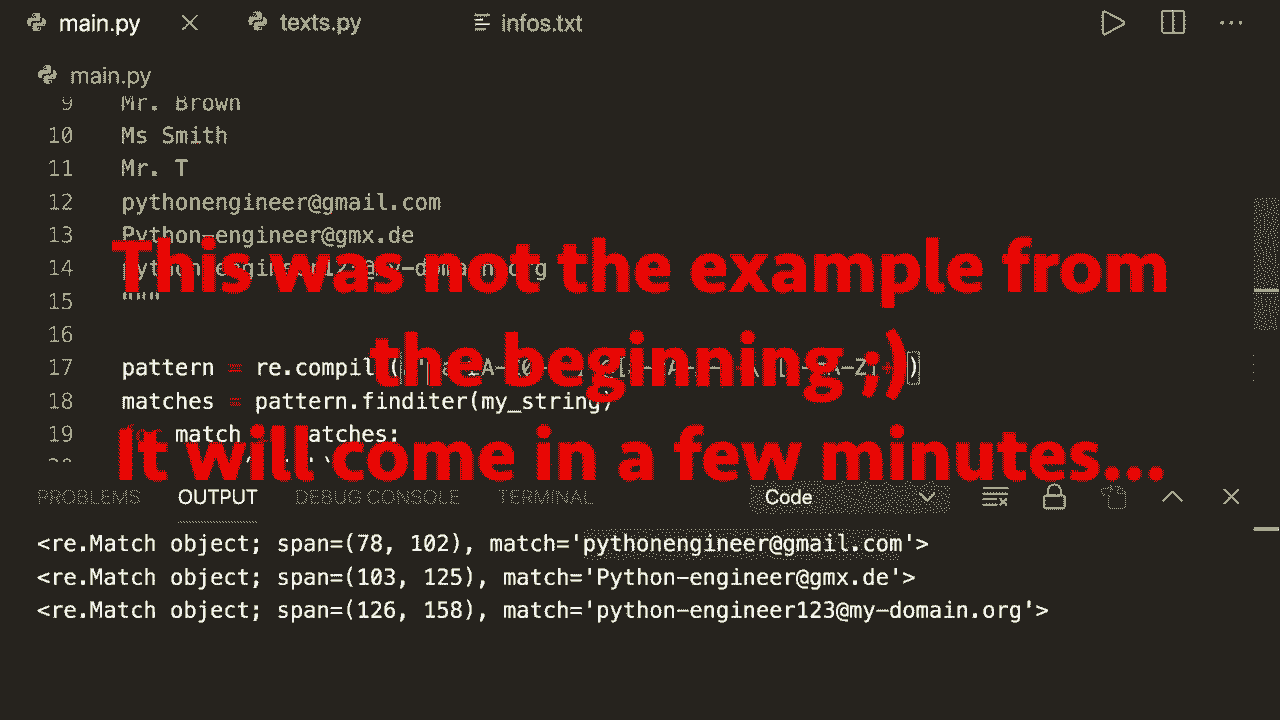 main.py
texts.py
infos.txt
main.py
9 Mr. Brown
10 Ms Smith
11 Mr. T
12 pythonengineer@gmail.com
13 Python-engineer@gmx.de
14 python-engineer123@my-domain.org
15 """
16
17 pattern = re.compile(
18 matches = pattern.finditer(my_string)
19 for match in matches:
This was not the example from
the beginning ;)
It will come in a few minutes...
PROBLEMS OUTPUT DEBUG CONSOLE TERMINAL Code
<re.Match object; span=(78, 102), match='pythonengineer@gmail.com'>
<re.Match object; span=(103, 125), match='Python-engineer@gmx.de'>
<re.Match object; span=(126, 158), match='python-engineer123@my-domain.org'>